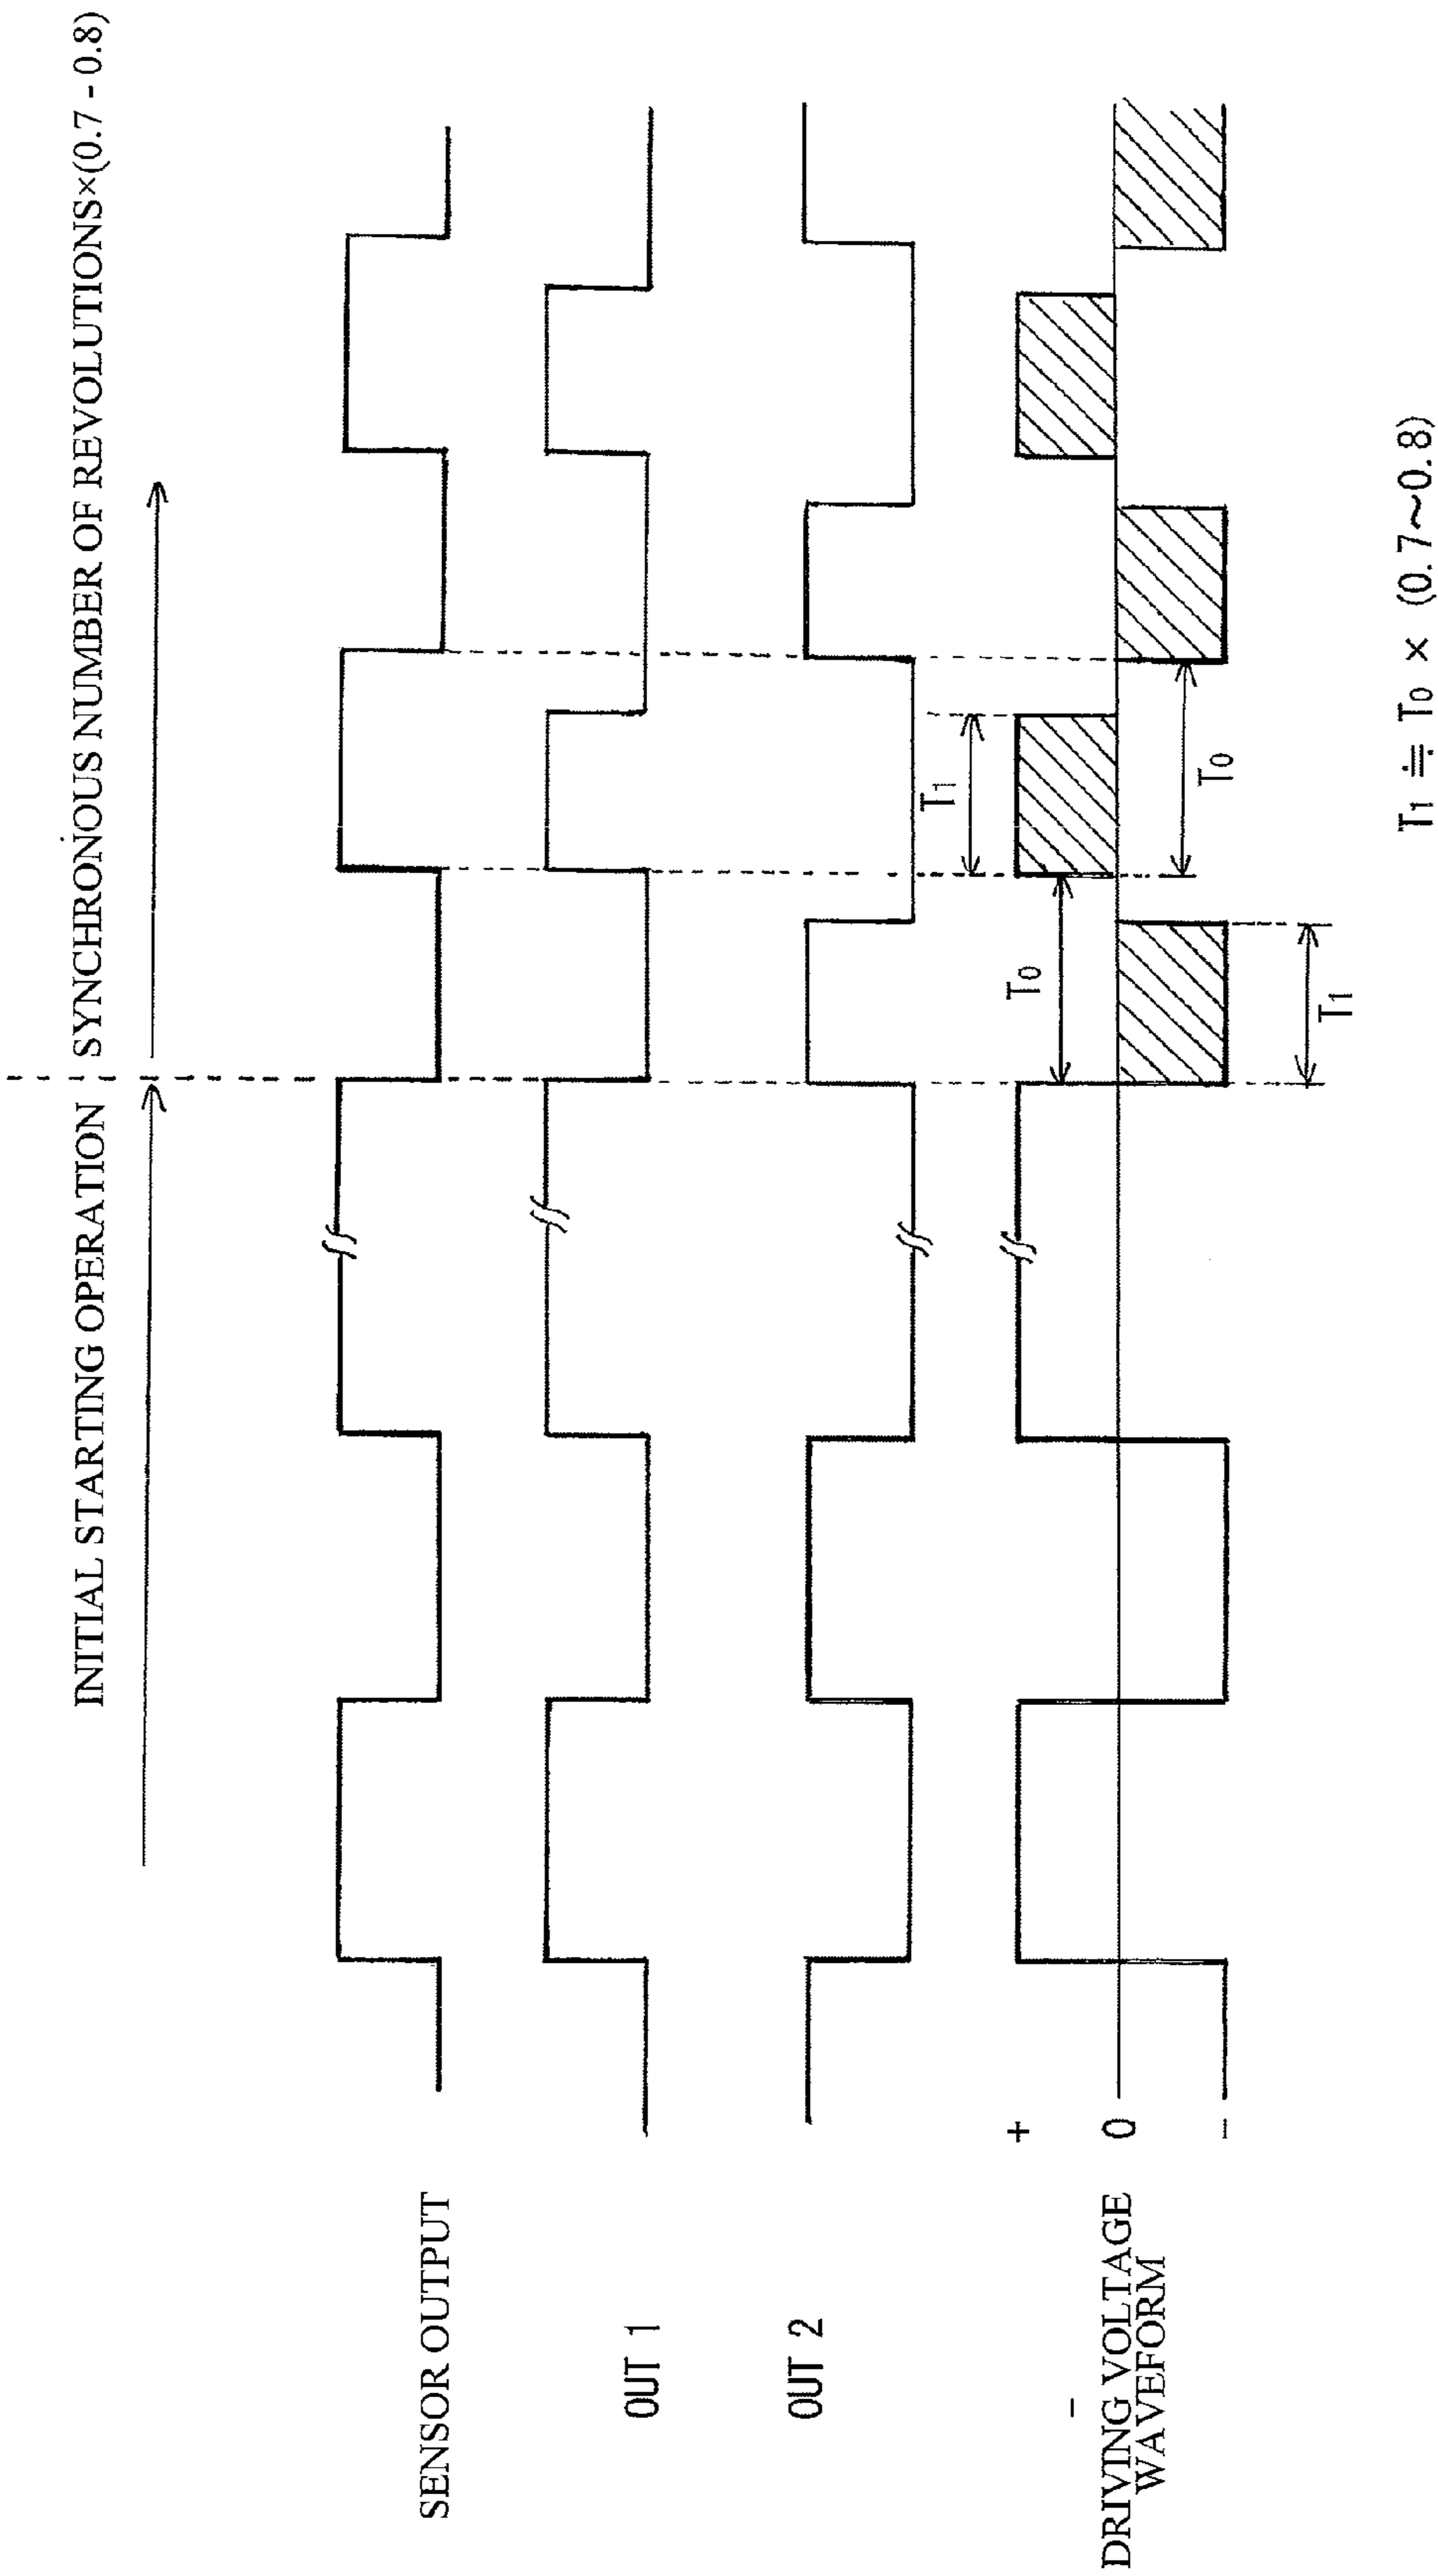 INITIAL STARTING OPERATION
SYNCHRONOUS NUMBER OF REVOLUTIONS×(0.7 - 0.8)
SENSOR OUTPUT
OUT 1
OUT 2
+
0
−
DRIVING VOLTAGE
WAVEFORM
T0
T1
T1
T0
T1 ≒ T0 × (0.7~0.8)